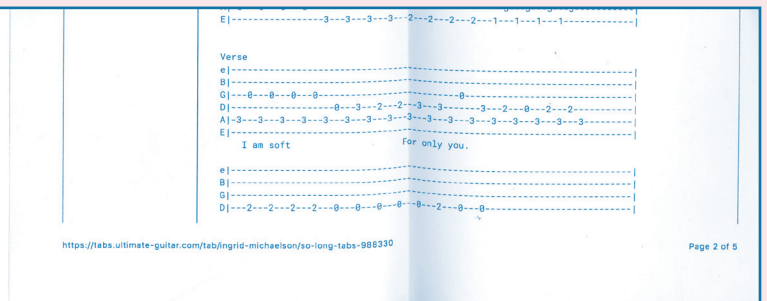 E|---------------3---3---3---3---2---2---2---2---1---1---1---1------------|
Verse
e|------------------------------------------------------------------------|
B|------------------------------------------------------------------------|
G|---0---0---0---0--------------------------0-----------------------------|
D|-----------------0---3---2---2---3---3------3---2---0---2---2-----------|
A|-3---3---3---3---3---3---3---3---3---3---3---3---3---3---3---3---3------|
E|------------------------------------------------------------------------|
I am soft For only you.
e|------------------------------------------------------------------------|
B|------------------------------------------------------------------------|
G|------------------------------------------------------------------------|
D|---2---2---2---2---0---0---0---0---0---2---0---0------------------------|
https://tabs.ultimate-guitar.com/tab/ingrid-michaelson/so-long-tabs-988330
Page 2 of 5